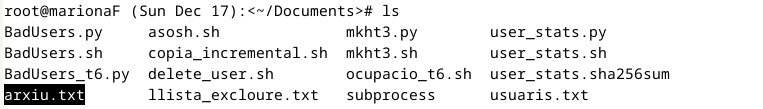 root@marionaF (Sun Dec 17):<~/Documents># ls
BadUsers.py asosh.sh mkht3.py user_stats.py
BadUsers.sh copia_incremental.sh mkht3.sh user_stats.sh
BadUsers_t6.py delete_user.sh ocupacio_t6.sh user_stats.sha256sum
arxiu.txt llista_excloure.txt subprocess usuaris.txt